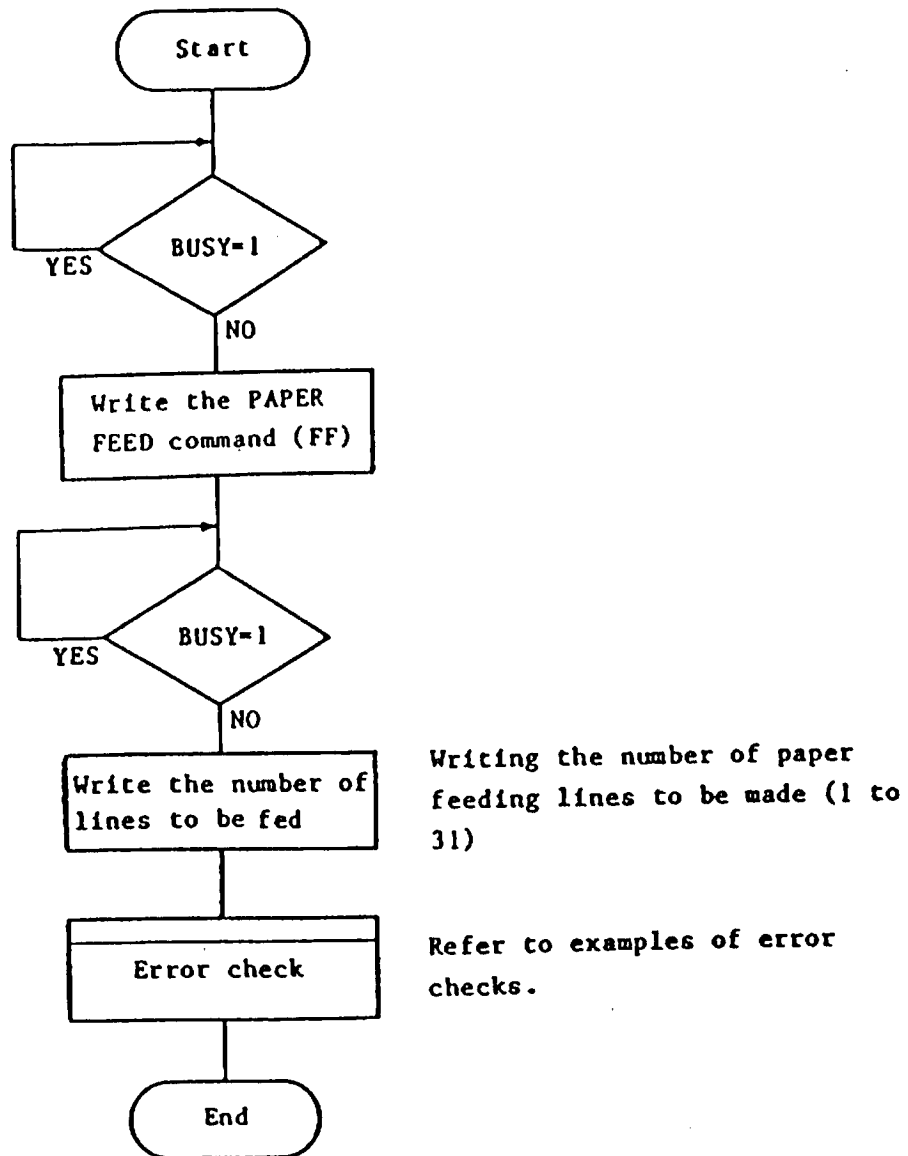 Start
BUSY=1
YES
NO
Write the PAPER
FEED command (FF)
BUSY=1
YES
NO
Write the number of
lines to be fed
Writing the number of paper
feeding lines to be made (1 to
31)
Error check
Refer to examples of error
checks.
End